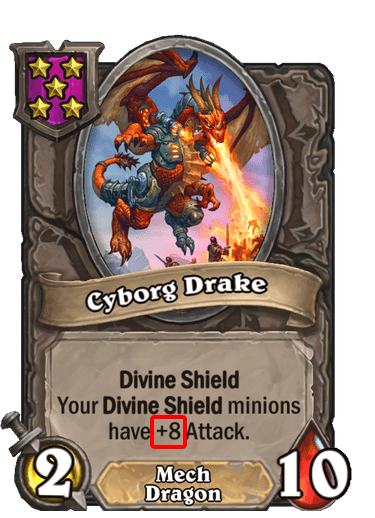 Cyborg Drake
Divine Shield
Your Divine Shield minions
have +8 Attack.
2
Mech
Dragon
10